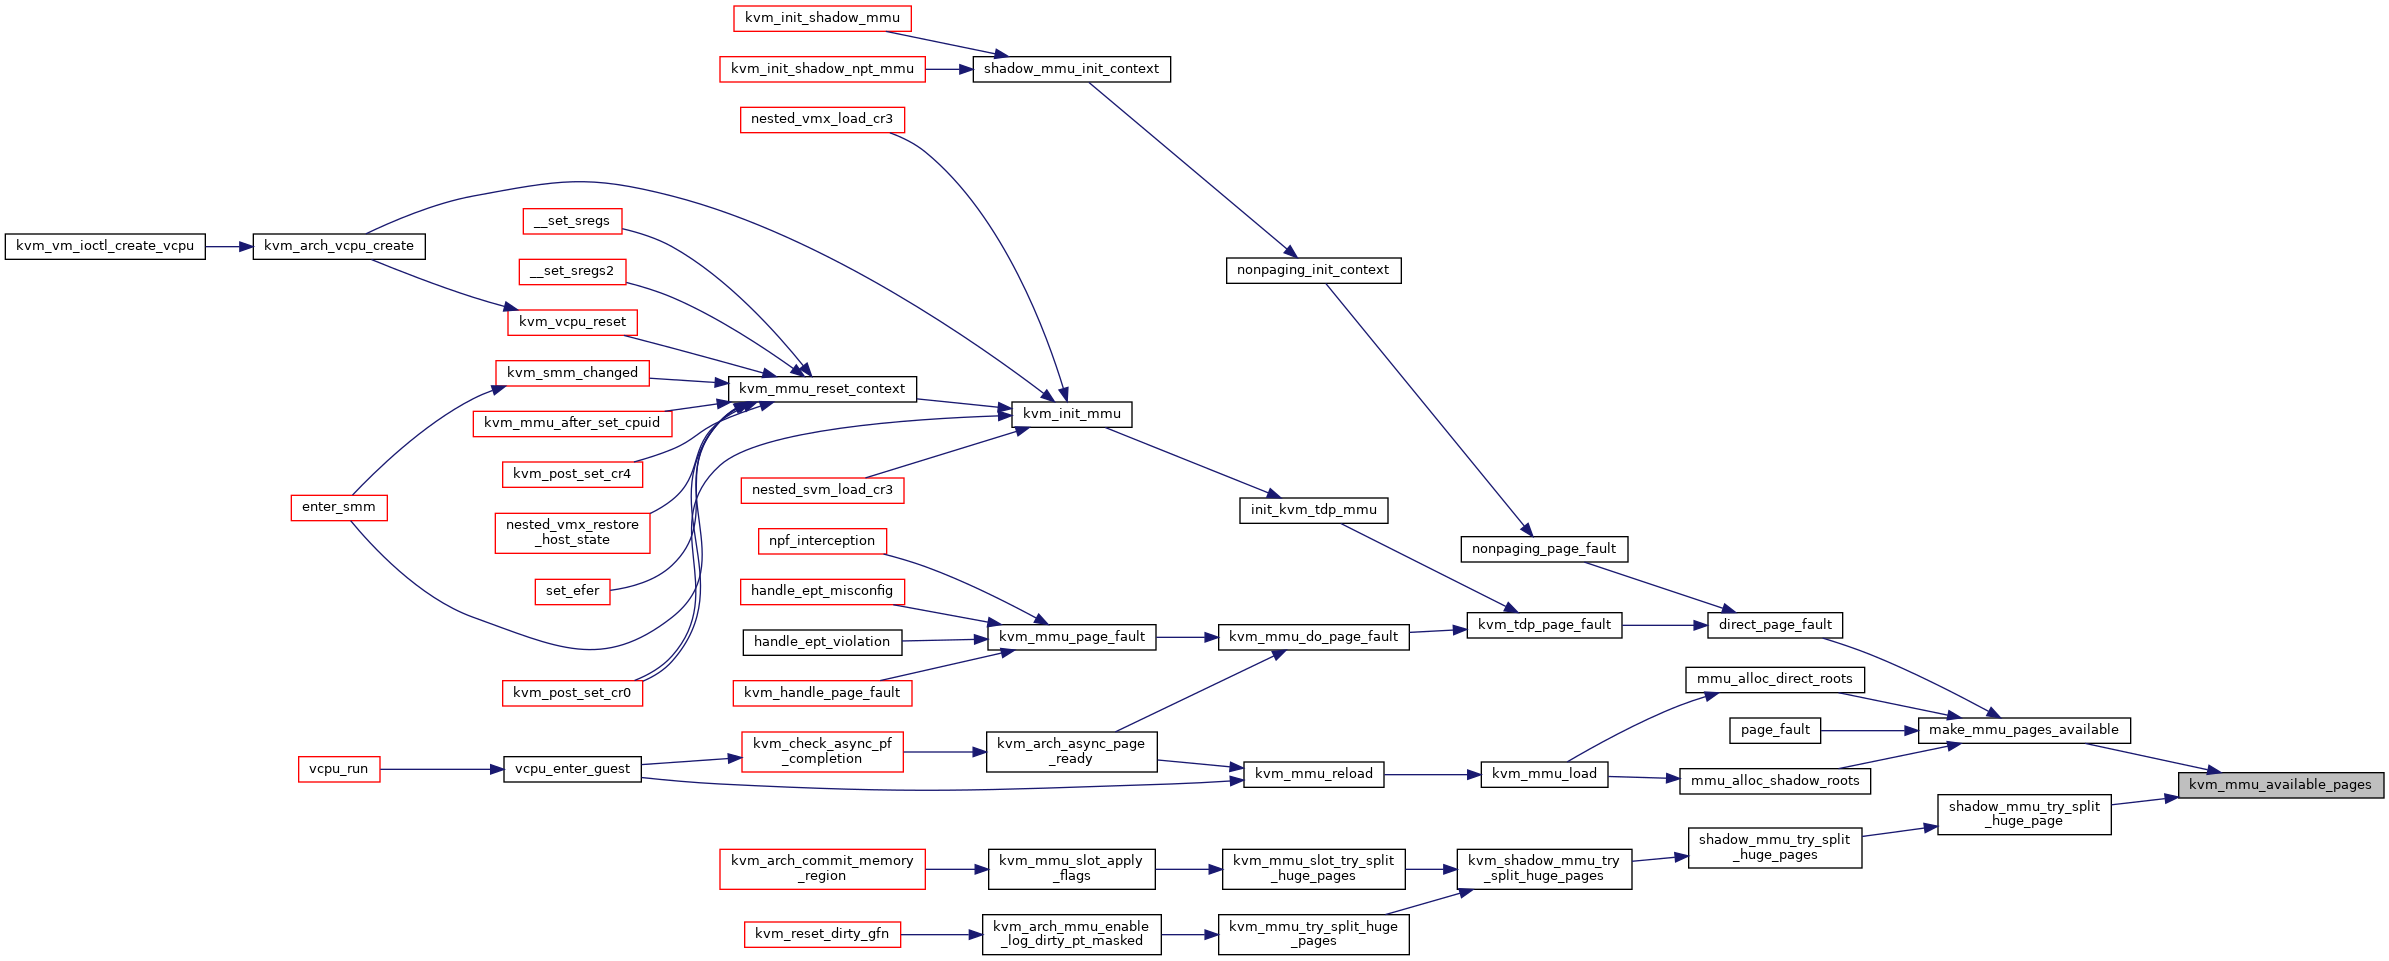 kvm_init_shadow_mmu
kvm_init_shadow_npt_mmu
shadow_mmu_init_context
nested_vmx_load_cr3
__set_sregs
kvm_vm_ioctl_create_vcpu
kvm_arch_vcpu_create
__set_sregs2
nonpaging_init_context
kvm_vcpu_reset
kvm_smm_changed
kvm_mmu_reset_context
kvm_init_mmu
kvm_mmu_after_set_cpuid
kvm_post_set_cr4
nested_svm_load_cr3
enter_smm
init_kvm_tdp_mmu
nested_vmx_restore
_host_state
npf_interception
nonpaging_page_fault
set_efer
handle_ept_misconfig
kvm_tdp_page_fault
direct_page_fault
handle_ept_violation
kvm_mmu_page_fault
kvm_mmu_do_page_fault
mmu_alloc_direct_roots
kvm_post_set_cr0
kvm_handle_page_fault
page_fault
make_mmu_pages_available
kvm_check_async_pf
_completion
kvm_arch_async_page
_ready
vcpu_run
vcpu_enter_guest
kvm_mmu_reload
kvm_mmu_load
mmu_alloc_shadow_roots
kvm_mmu_available_pages
shadow_mmu_try_split
_huge_page
shadow_mmu_try_split
_huge_pages
kvm_arch_commit_memory
_region
kvm_mmu_slot_apply
_flags
kvm_mmu_slot_try_split
_huge_pages
kvm_shadow_mmu_try
_split_huge_pages
kvm_reset_dirty_gfn
kvm_arch_mmu_enable
_log_dirty_pt_masked
kvm_mmu_try_split_huge
_pages